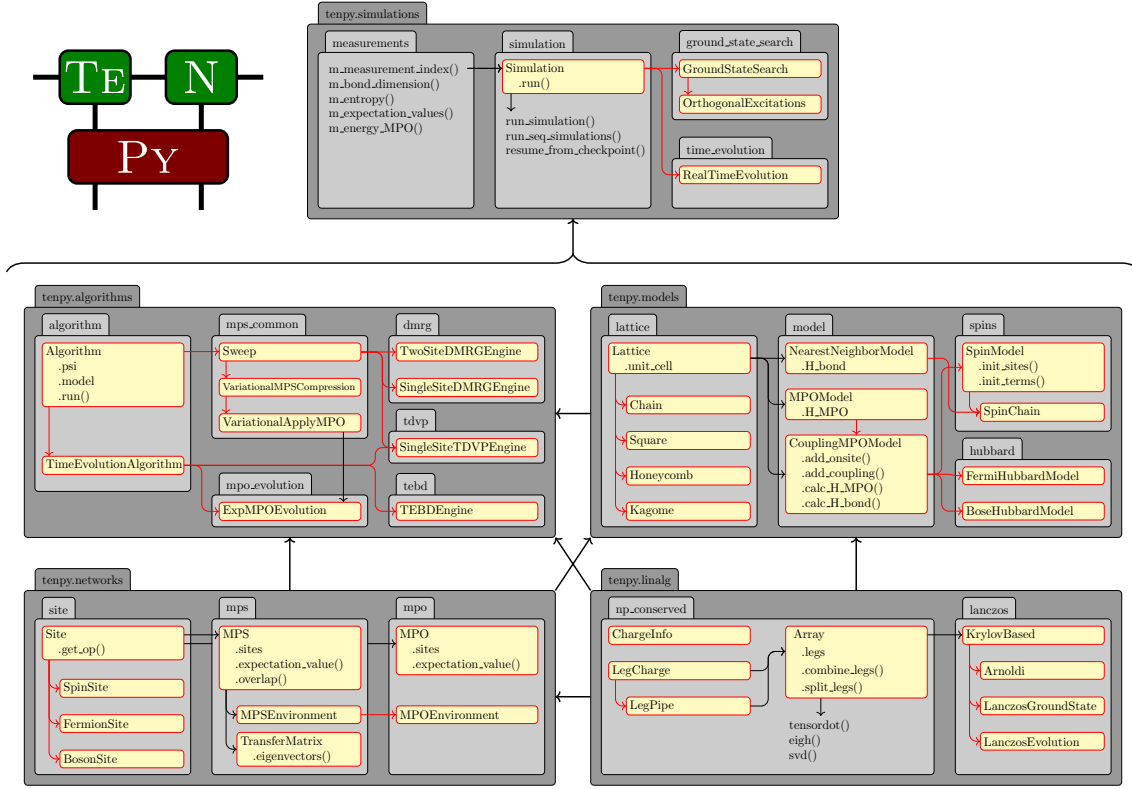 TE N
PY
tenpy.simulations
measurements
m_measurement_index()
m_bond_dimension()
m_entropy()
m_expectation_values()
m_energy_MPO()
simulation
Simulation
.run()
run_simulation()
run_seq_simulations()
resume_from_checkpoint()
ground_state_search
GroundStateSearch
OrthogonalExcitations
time_evolution
RealTimeEvolution
tenpy.algorithms
algorithm
Algorithm
.psi
.model
.run()
TimeEvolutionAlgorithm
mps_common
Sweep
VariationalMPSCompression
VariationalApplyMPO
mpo_evolution
ExpMPOEvolution
dmrg
TwoSiteDMRGEngine
SingleSiteDMRGEngine
tdvp
SingleSiteTDVPEngine
tebd
TEBDEngine
tenpy.models
lattice
Lattice
.unit_cell
Chain
Square
Honeycomb
Kagome
model
NearestNeighborModel
.H_bond
MPOModel
.H_MPO
CouplingMPOModel
.add_onsite()
.add_coupling()
.calc_H_MPO()
.calc_H_bond()
spins
SpinModel
.init_sites()
.init_terms()
SpinChain
hubbard
FermiHubbardModel
BoseHubbardModel
tenpy.networks
site
Site
.get_op()
SpinSite
FermionSite
BosonSite
mps
MPS
.sites
.expectation_value()
.overlap()
MPSEnvironment
TransferMatrix
.eigenvectors()
mpo
MPO
.sites
.expectation_value()
MPOEnvironment
tenpy.linalg
np_conserved
ChargeInfo
LegCharge
LegPipe
Array
.legs
.combine_legs()
.split_legs()
tensordot()
eigh()
svd()
lanczos
KrylovBased
Arnoldi
LanczosGroundState
LanczosEvolution